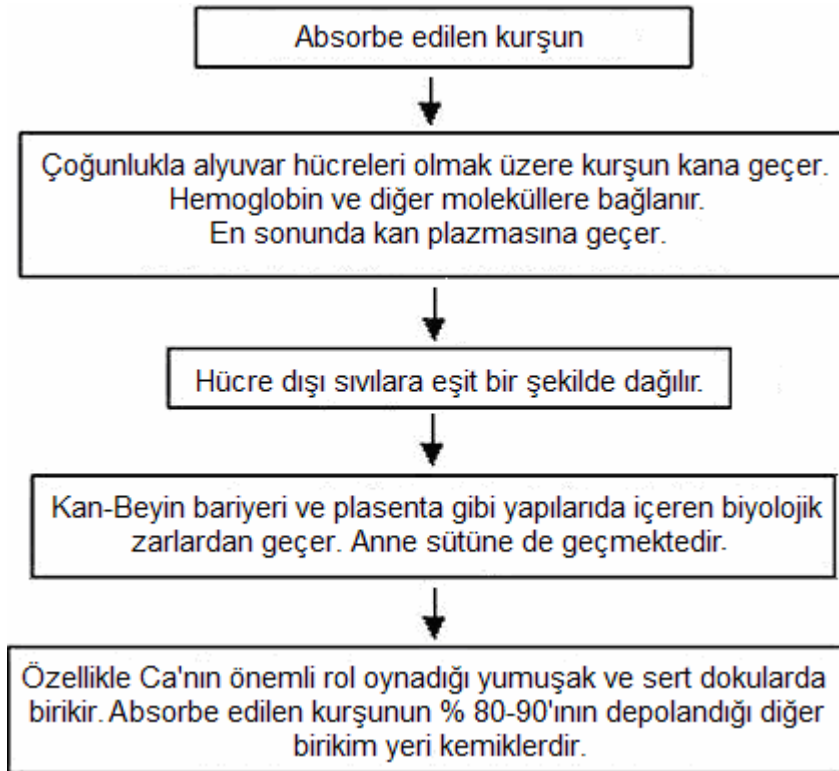 Absorbe edilen kurşun
Çoğunlukla alyuvar hücreleri olmak üzere kurşun kana geçer.
Hemoglobin ve diğer moleküllere bağlanır.
En sonunda kan plazmasına geçer.
Hücre dışı sıvılara eşit bir şekilde dağılır.
Kan-Beyin bariyeri ve plasenta gibi yapılarıda içeren biyolojik
zarlardan geçer. Anne sütüne de geçmektedir.
Özellikle Ca'nın önemli rol oynadığı yumuşak ve sert dokularda
birikir. Absorbe edilen kurşunun % 80-90'ının depolandığı diğer
birikim yeri kemiklerdir.